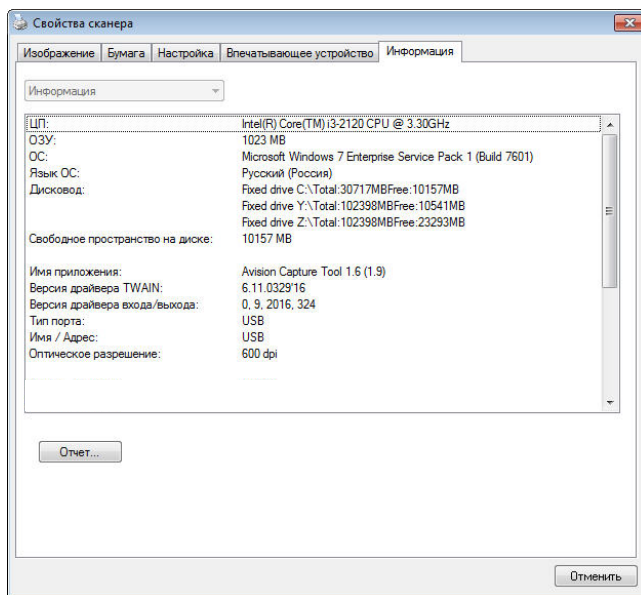 Свойства сканера
Изображение Бумага Настройка Впечатывающее устройство Информация
Информация
ЦП: Intel(R) Core(TM) i3-2120 CPU @ 3.30GHz
ОЗУ: 1023 MB
ОС: Microsoft Windows 7 Enterprise Service Pack 1 (Build 7601)
Язык ОС: Русский (Россия)
Дисковод: Fixed drive C:\Total:30717MBFree:10157MB
Fixed drive Y:\Total:102398MBFree:10541MB
Fixed drive Z:\Total:102398MBFree:23293MB
Свободное пространство на диске: 10157 MB
Имя приложения: Avision Capture Tool 1.6 (1.9)
Версия драйвера TWAIN: 6.11.0329'16
Версия драйвера входа/выхода: 0, 9, 2016, 324
Тип порта: USB
Имя / Адрес: USB
Оптическое разрешение: 600 dpi
Отчет...
Отменить